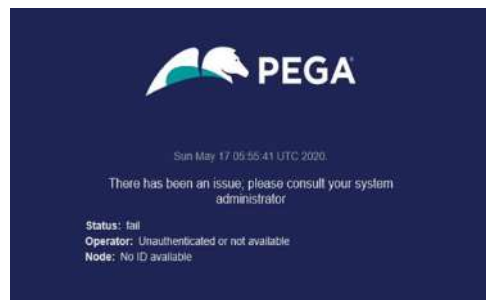 PEGA
Sun May 17 05:55:41 UTC 2020.
There has been an issue; please consult your system
administrator
Status: fail
Operator: Unauthenticated or not available
Node: No ID available